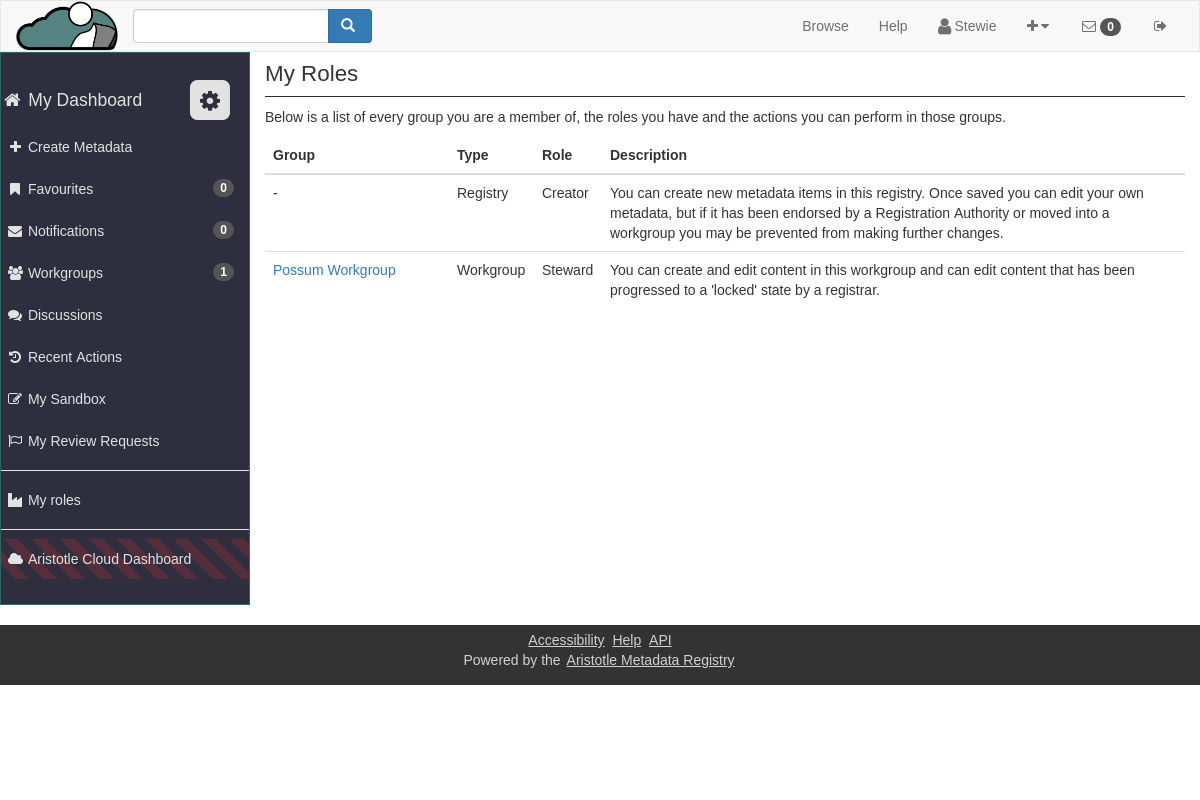 Browse Help Stewie 0
My Dashboard
Create Metadata
Favourites 0
Notifications 0
Workgroups 1
Discussions
Recent Actions
My Sandbox
My Review Requests
My roles
Aristotle Cloud Dashboard
My Roles
Below is a list of every group you are a member of, the roles you have and the actions you can perform in those groups.
Group Type Role Description
- Registry Creator You can create new metadata items in this registry. Once saved you can edit your own
metadata, but if it has been endorsed by a Registration Authority or moved into a
workgroup you may be prevented from making further changes.
Possum Workgroup Workgroup Steward You can create and edit content in this workgroup and can edit content that has been
progressed to a 'locked' state by a registrar.
Accessibility Help API
Powered by the Aristotle Metadata Registry